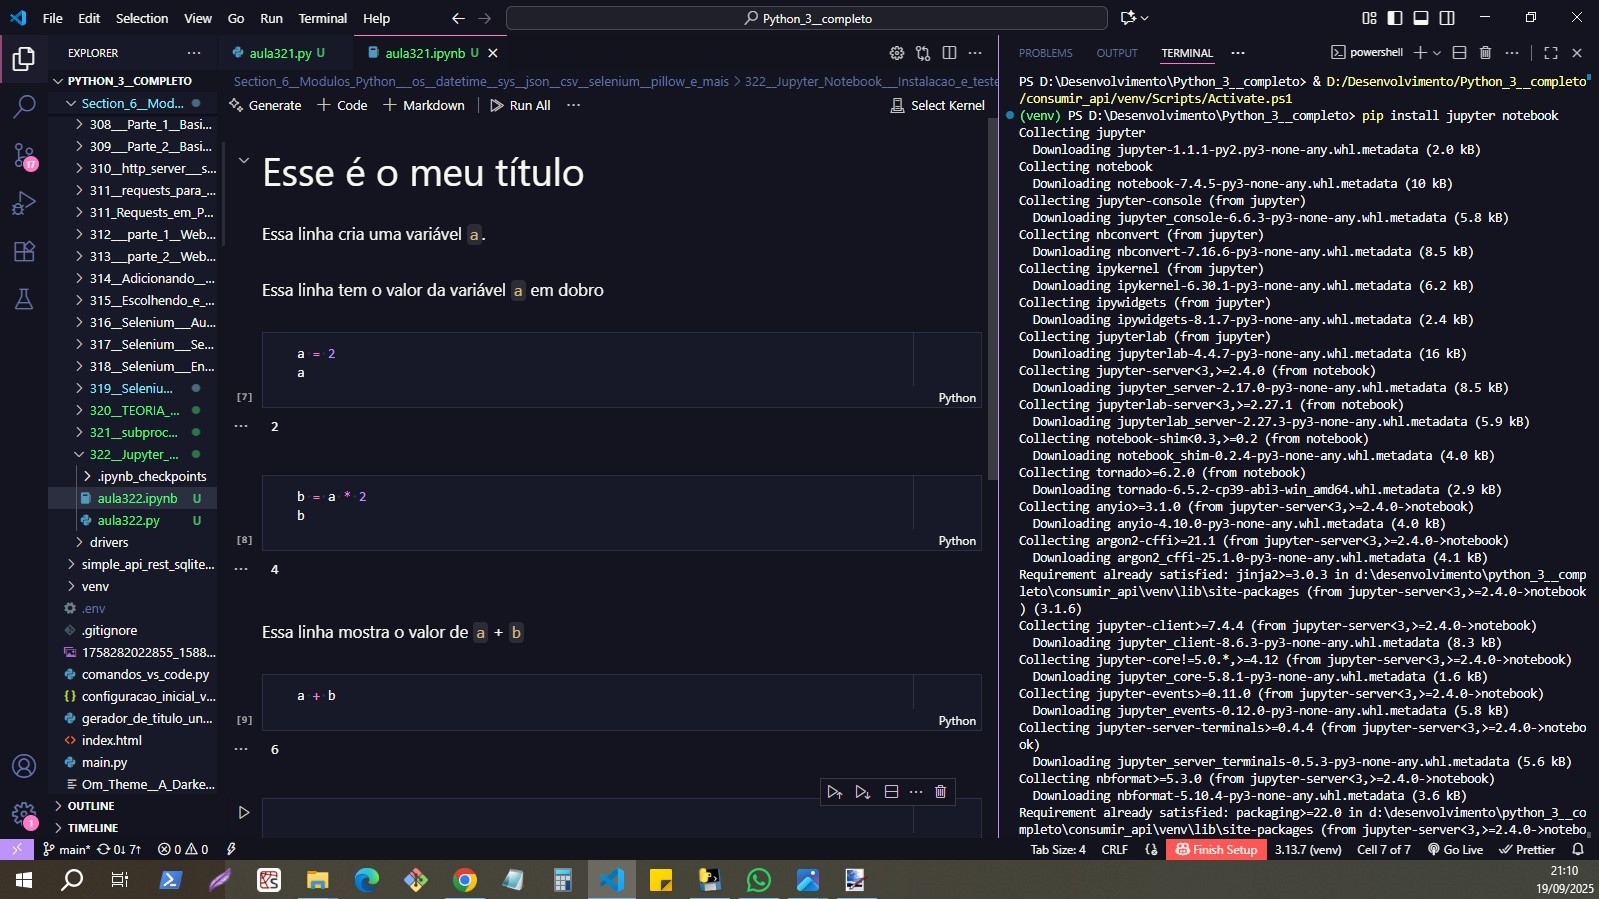 File Edit Selection View Go Run Terminal Help
Python_3__completo
EXPLORER
PYTHON_3__COMPLETO
Section_6__Mod...
308___Parte_1__Basi...
309__Parte_2__Basi...
310__http_server__s...
311__requests_para_...
311_Requests_em_P...
312___parte_1__Web...
313___parte_2__Web...
314__Adicionando__...
315__Escolhendo_e_...
316__Selenium___Au...
317__Selenium___Se...
318__Selenium___En...
319__Seleniu...
320__TEORIA_...
321__subproc...
322__Jupyter_...
.ipynb_checkpoints
aula322.ipynb U
aula322.py U
drivers
simple_api_rest_sqlite...
venv
.env
.gitignore
1758282022855_1588...
comandos_vs_code.py
configuracao_inicial_v...
gerador_de_titulo_un...
index.html
main.py
Om_Theme__A_Darke...
OUTLINE
TIMELINE
17
1
aula321.py U
aula321.ipynb U
Section_6__Modulos_Python___os__datetime__sys__json__csv__selenium__pillow_e_mais > 322__Jupyter_Notebook___Instalacao_e_teste
Generate + Code + Markdown Run All ... Select Kernel
Esse é o meu título
Essa linha cria uma variável a.
Essa linha tem o valor da variável a em dobro
a = 2
a
[7] Python
2
b = a * 2
b
[8] Python
4
Essa linha mostra o valor de a + b
a + b
[9] Python
6
PROBLEMS OUTPUT TERMINAL ... powershell
PS D:\Desenvolvimento\Python_3__completo> & D:/Desenvolvimento/Python_3__completo
/consumir_api/venv/Scripts/Activate.ps1
(venv) PS D:\Desenvolvimento\Python_3__completo> pip install jupyter notebook
Collecting jupyter
Downloading jupyter-1.1.1-py2.py3-none-any.whl.metadata (2.0 kB)
Collecting notebook
Downloading notebook-7.4.5-py3-none-any.whl.metadata (10 kB)
Collecting jupyter-console (from jupyter)
Downloading jupyter_console-6.6.3-py3-none-any.whl.metadata (5.8 kB)
Collecting nbconvert (from jupyter)
Downloading nbconvert-7.16.6-py3-none-any.whl.metadata (8.5 kB)
Collecting ipykernel (from jupyter)
Downloading ipykernel-6.30.1-py3-none-any.whl.metadata (6.2 kB)
Collecting ipywidgets (from jupyter)
Downloading ipywidgets-8.1.7-py3-none-any.whl.metadata (2.4 kB)
Collecting jupyterlab (from jupyter)
Downloading jupyterlab-4.4.7-py3-none-any.whl.metadata (16 kB)
Collecting jupyter-server<3,>=2.4.0 (from notebook)
Downloading jupyter_server-2.17.0-py3-none-any.whl.metadata (8.5 kB)
Collecting jupyterlab-server<3,>=2.27.1 (from notebook)
Downloading jupyterlab_server-2.27.3-py3-none-any.whl.metadata (5.9 kB)
Collecting notebook-shim<0.3,>=0.2 (from notebook)
Downloading notebook_shim-0.2.4-py3-none-any.whl.metadata (4.0 kB)
Collecting tornado>=6.2.0 (from notebook)
Downloading tornado-6.5.2-cp39-abi3-win_amd64.whl.metadata (2.9 kB)
Collecting anyio>=3.1.0 (from jupyter-server<3,>=2.4.0->notebook)
Downloading anyio-4.10.0-py3-none-any.whl.metadata (4.0 kB)
Collecting argon2-cffi>=21.1 (from jupyter-server<3,>=2.4.0->notebook)
Downloading argon2_cffi-25.1.0-py3-none-any.whl.metadata (4.1 kB)
Requirement already satisfied: jinja2>=3.0.3 in d:\desenvolvimento\python_3__comp
leto\consumir_api\venv\lib\site-packages (from jupyter-server<3,>=2.4.0->notebook
) (3.1.6)
Collecting jupyter-client>=7.4.4 (from jupyter-server<3,>=2.4.0->notebook)
Downloading jupyter_client-8.6.3-py3-none-any.whl.metadata (8.3 kB)
Collecting jupyter-core!=5.0.*,>=4.12 (from jupyter-server<3,>=2.4.0->notebook)
Downloading jupyter_core-5.8.1-py3-none-any.whl.metadata (1.6 kB)
Collecting jupyter-events>=0.11.0 (from jupyter-server<3,>=2.4.0->notebook)
Downloading jupyter_events-0.12.0-py3-none-any.whl.metadata (5.8 kB)
Collecting jupyter-server-terminals>=0.4.4 (from jupyter-server<3,>=2.4.0->notebo
ok)
Downloading jupyter_server_terminals-0.5.3-py3-none-any.whl.metadata (5.6 kB)
Collecting nbformat>=5.3.0 (from jupyter-server<3,>=2.4.0->notebook)
Downloading nbformat-5.10.4-py3-none-any.whl.metadata (3.6 kB)
Requirement already satisfied: packaging>=22.0 in d:\desenvolvimento\python_3__co
mpleto\consumir_api\venv\lib\site-packages (from jupyter-server<3,>=2.4.0->notebo
main* 0↓ 7↑ 0 0 Tab Size: 4 CRLF Finish Setup 3.13.7 (venv) Cell 7 of 7 Go Live Prettier
21:10
19/09/2025